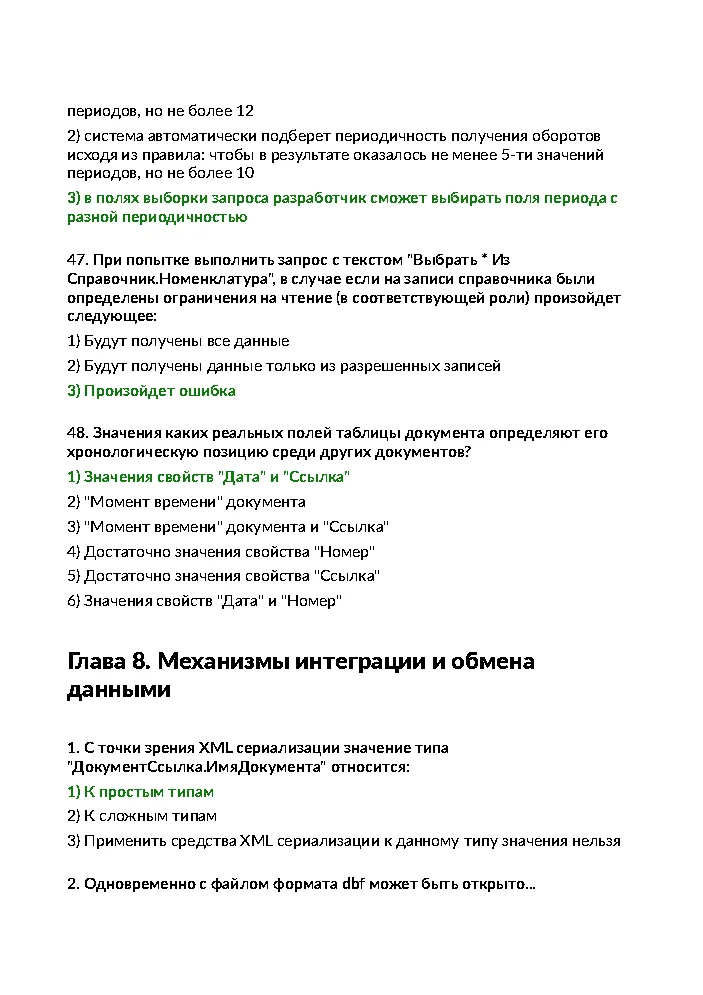 периодов, но не более 12
2) система автоматически подберет периодичность получения оборотов
исходя из правила: чтобы в результате оказалось не менее 5-ти значений
периодов, но не более 10
3) в полях выборки запроса разработчик сможет выбирать поля периода с
разной периодичностью
47. При попытке выполнить запрос с текстом "Выбрать * Из
Справочник.Номенклатура", в случае если на записи справочника были
определены ограничения на чтение (в соответствующей роли) произойдет
следующее:
1) Будут получены все данные
2) Будут получены данные только из разрешенных записей
3) Произойдет ошибка
48. Значения каких реальных полей таблицы документа определяют его
хронологическую позицию среди других документов?
1) Значения свойств "Дата" и "Ссылка"
2) "Момент времени" документа
3) "Момент времени" документа и "Ссылка"
4) Достаточно значения свойства "Номер"
5) Достаточно значения свойства "Ссылка"
6) Значения свойств "Дата" и "Номер"
Глава 8. Механизмы интеграции и обмена
данными
1. С точки зрения XML сериализации значение типа
"ДокументСсылка.ИмяДокумента" относится:
1) К простым типам
2) К сложным типам
3) Применить средства XML сериализации к данному типу значения нельзя
2. Одновременно с файлом формата dbf может быть открыто...